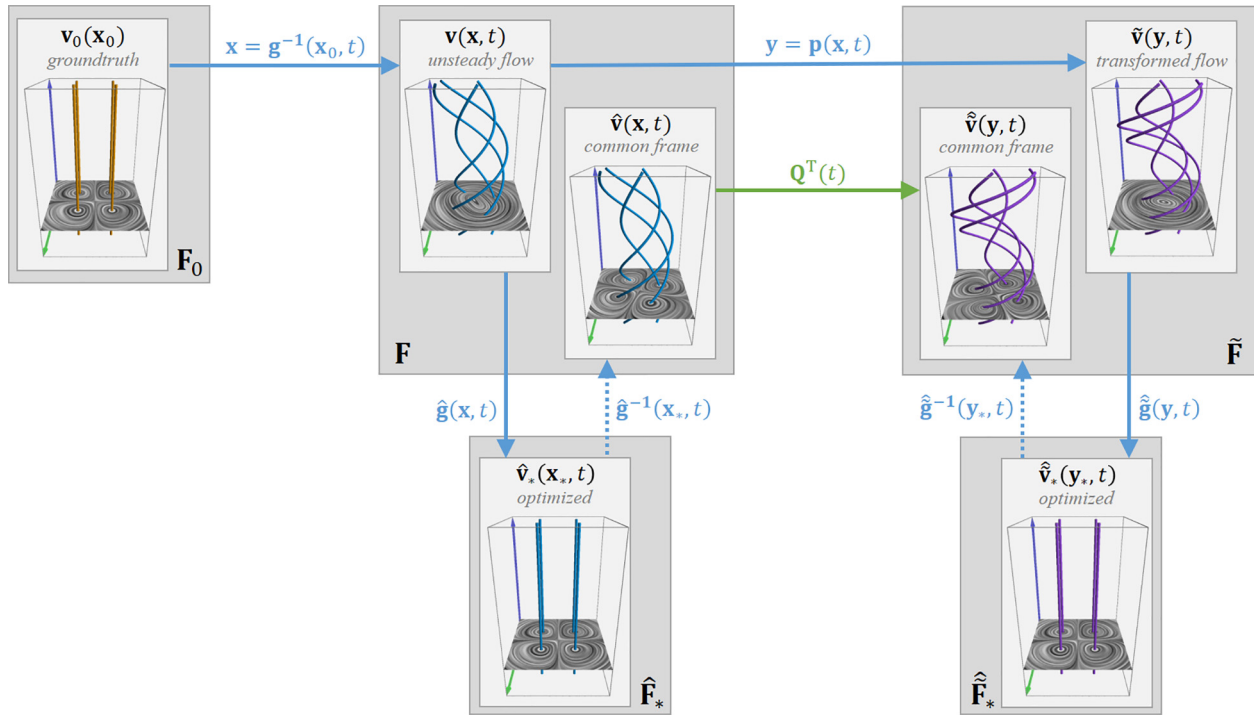 𝐯₀(𝐱₀)
groundtruth
𝐅₀
𝐱 = 𝐠⁻¹(𝐱₀, 𝑡)
𝐯(𝐱, 𝑡)
unsteady flow
𝐲 = 𝐩(𝐱, 𝑡)
𝐯̃(𝐲, 𝑡)
transformed flow
𝐯̂(𝐱, 𝑡)
common frame
𝐐ᵀ(𝑡)
𝐯̃̂(𝐲, 𝑡)
common frame
𝐅
𝐅̃
𝐠̂(𝐱, 𝑡)
𝐠̂⁻¹(𝐱∗, 𝑡)
𝐠̃̂⁻¹(𝐲∗, 𝑡)
𝐠̃̂(𝐲, 𝑡)
𝐯̂∗(𝐱∗, 𝑡)
optimized
𝐅̂∗
𝐯̃̂∗(𝐲∗, 𝑡)
optimized
𝐅̃̂∗